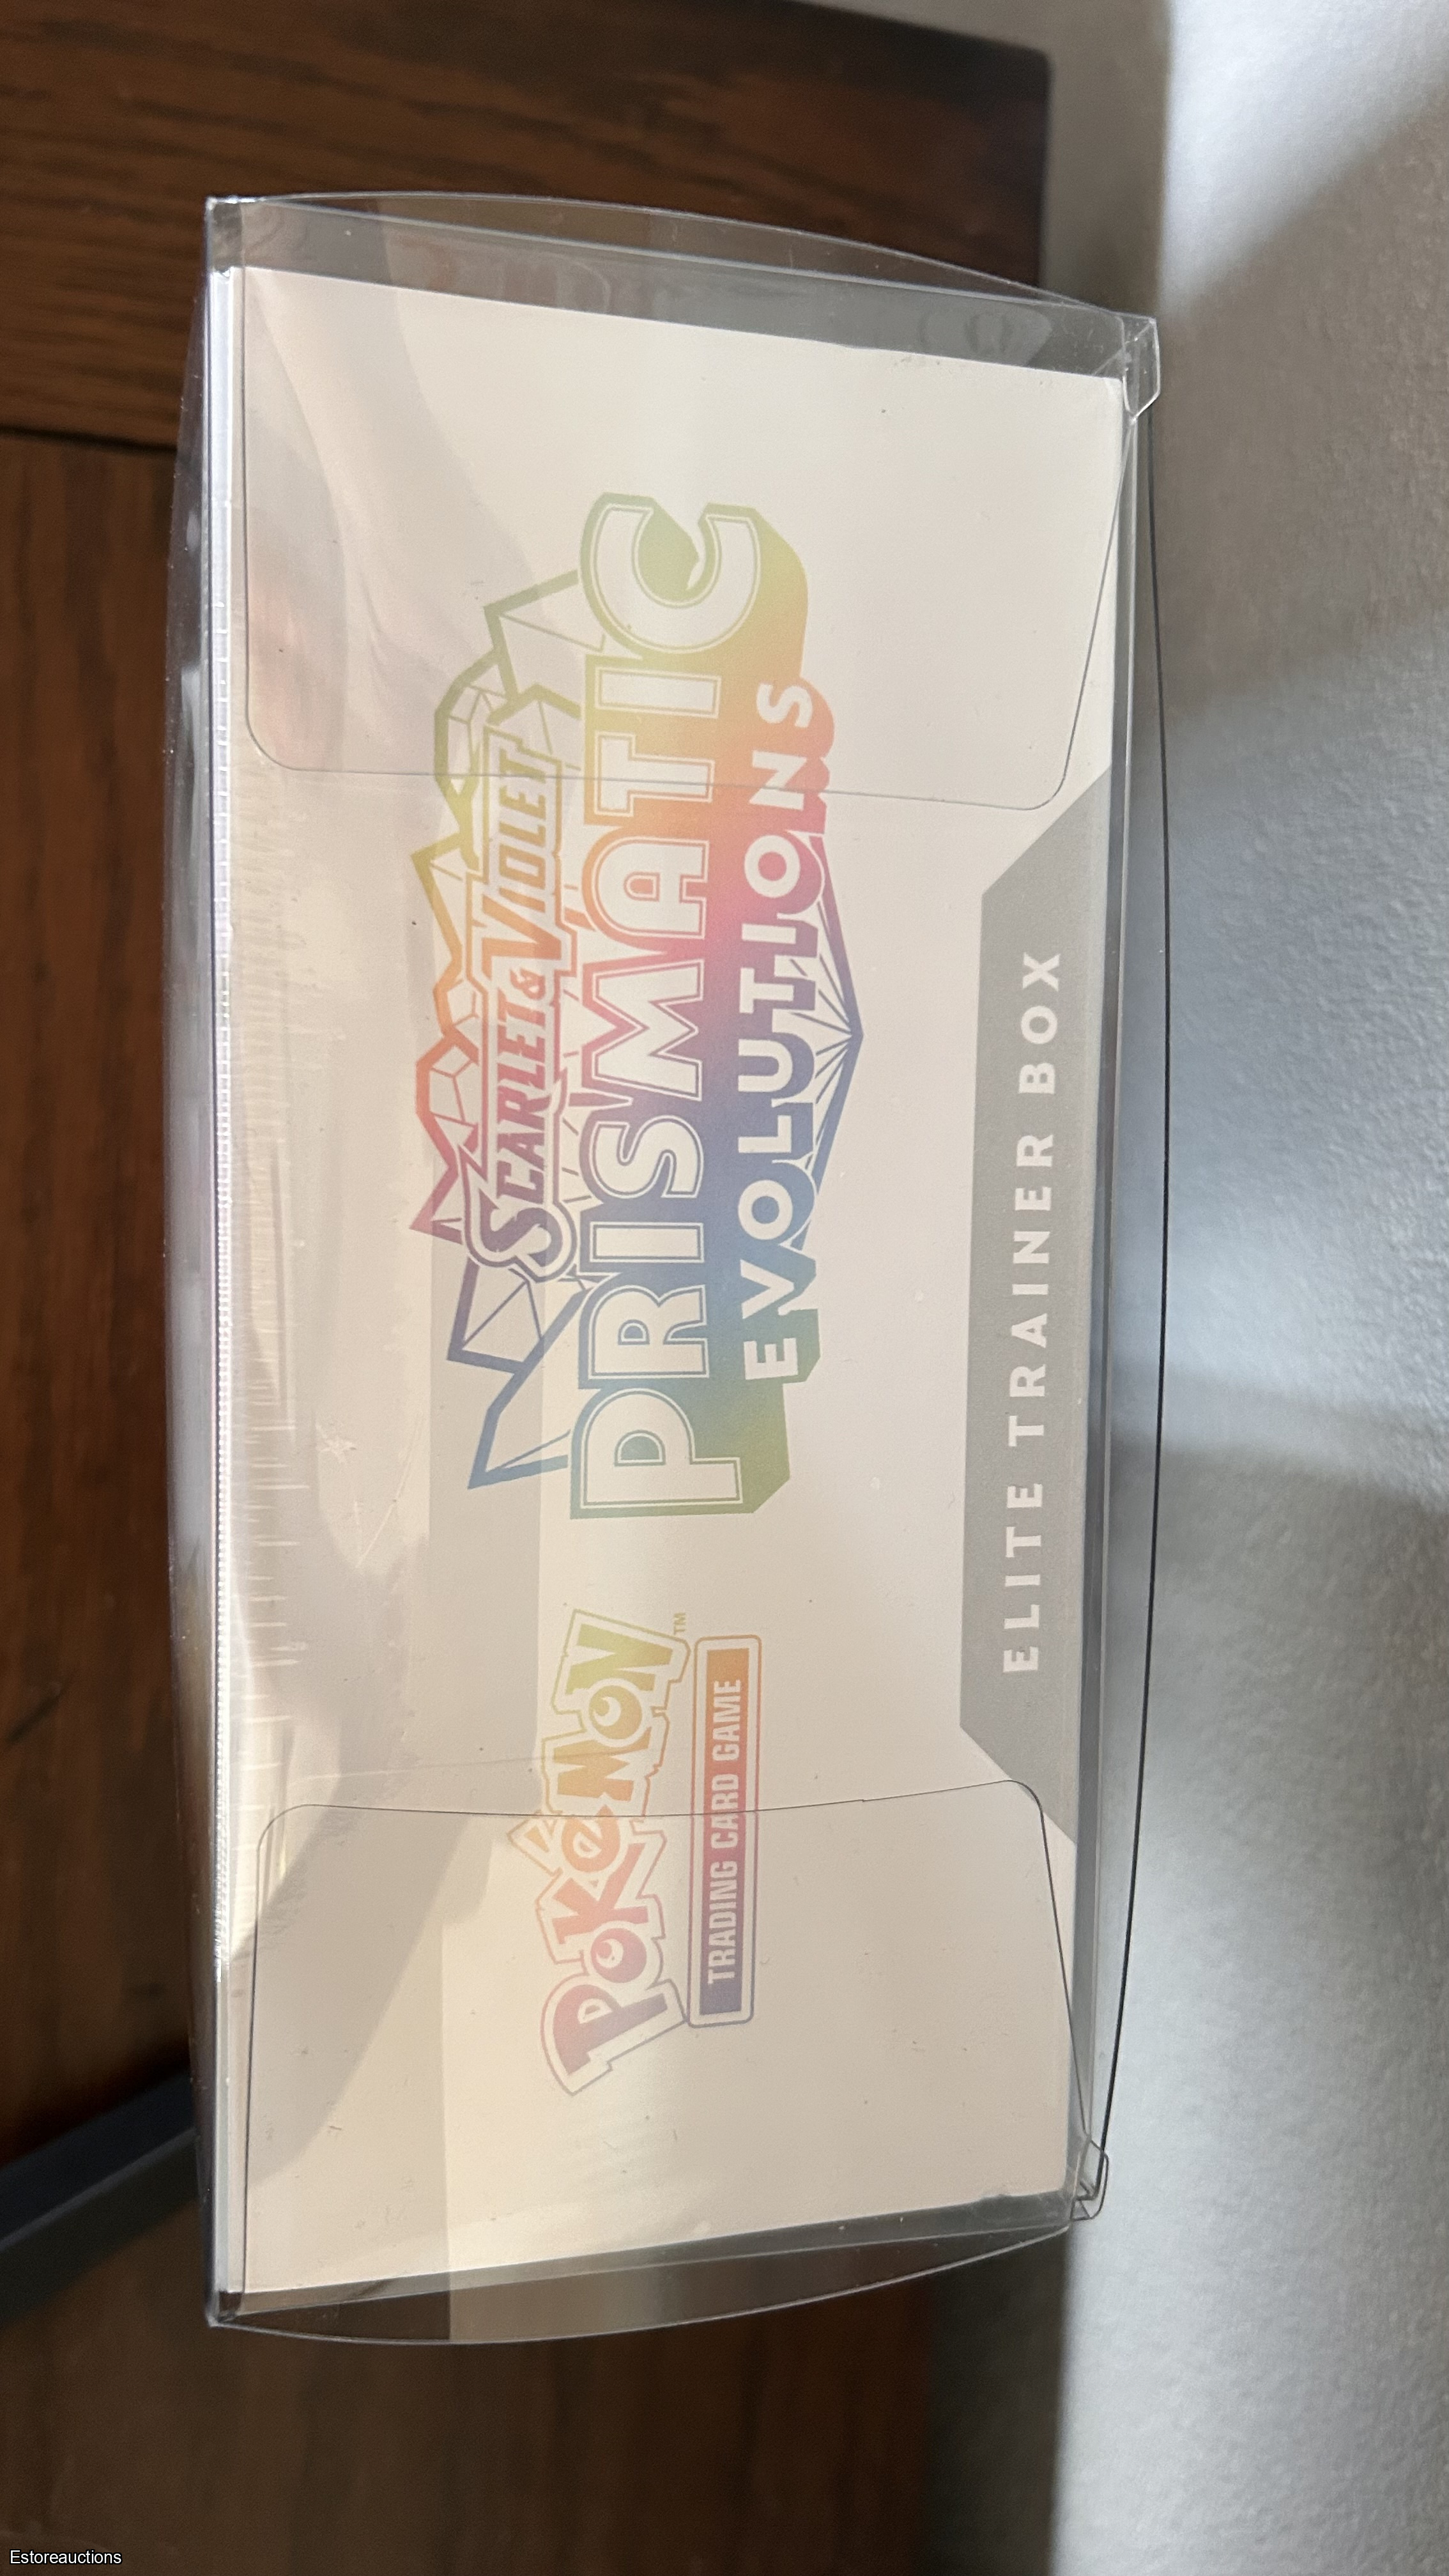 SCARLET & VIOLET
PRISMATIC
EVOLUTIONS
POKéMON™
TRADING CARD GAME
ELITE TRAINER BOX
Estoreauctions